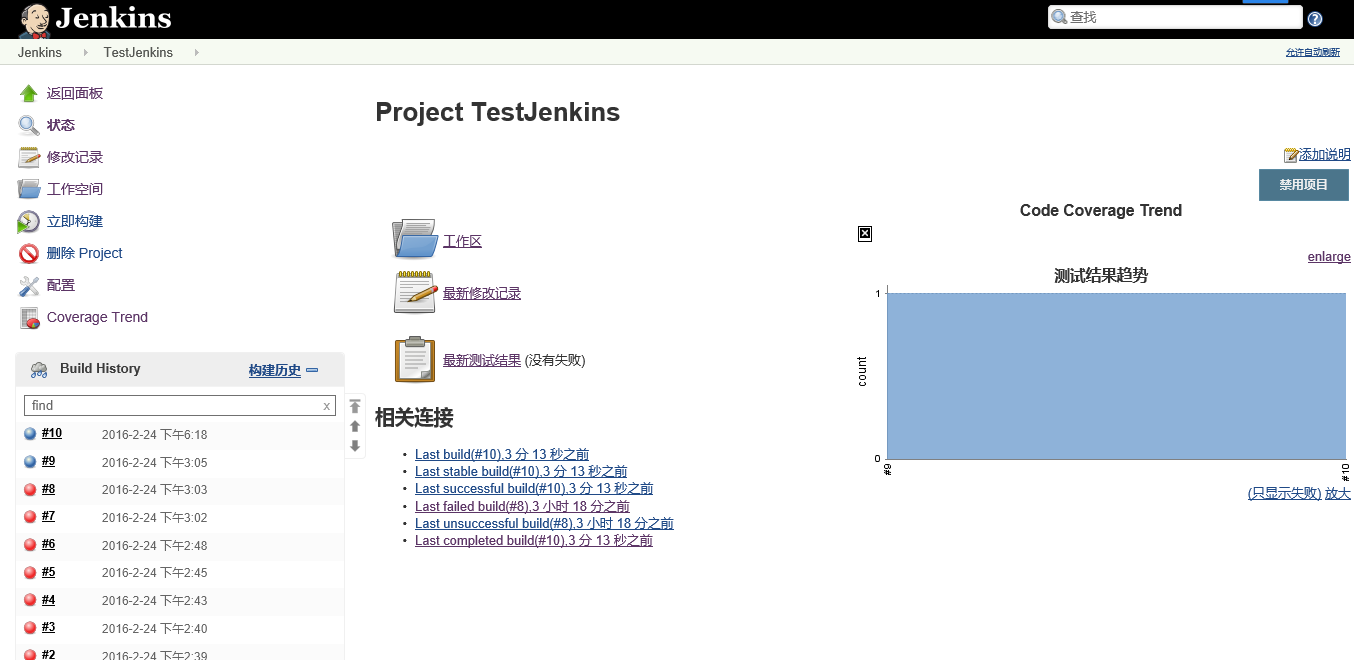 Jenkins
查找
Jenkins
TestJenkins
允许自动刷新
返回面板
状态
修改记录
工作空间
立即构建
删除 Project
配置
Coverage Trend
Build History
构建历史
find
x
#10 2016-2-24 下午6:18
#9 2016-2-24 下午3:05
#8 2016-2-24 下午3:03
#7 2016-2-24 下午3:02
#6 2016-2-24 下午2:48
#5 2016-2-24 下午2:45
#4 2016-2-24 下午2:43
#3 2016-2-24 下午2:40
#2 2016-2-24 下午2:39
Project TestJenkins
添加说明
禁用项目
工作区
最新修改记录
最新测试结果 (没有失败)
相关连接
Last build(#10),3 分 13 秒之前
Last stable build(#10),3 分 13 秒之前
Last successful build(#10),3 分 13 秒之前
Last failed build(#8),3 小时 18 分之前
Last unsuccessful build(#8),3 小时 18 分之前
Last completed build(#10),3 分 13 秒之前
Code Coverage Trend
enlarge
测试结果趋势
1
count
0
#9
#10
(只显示失败) 放大